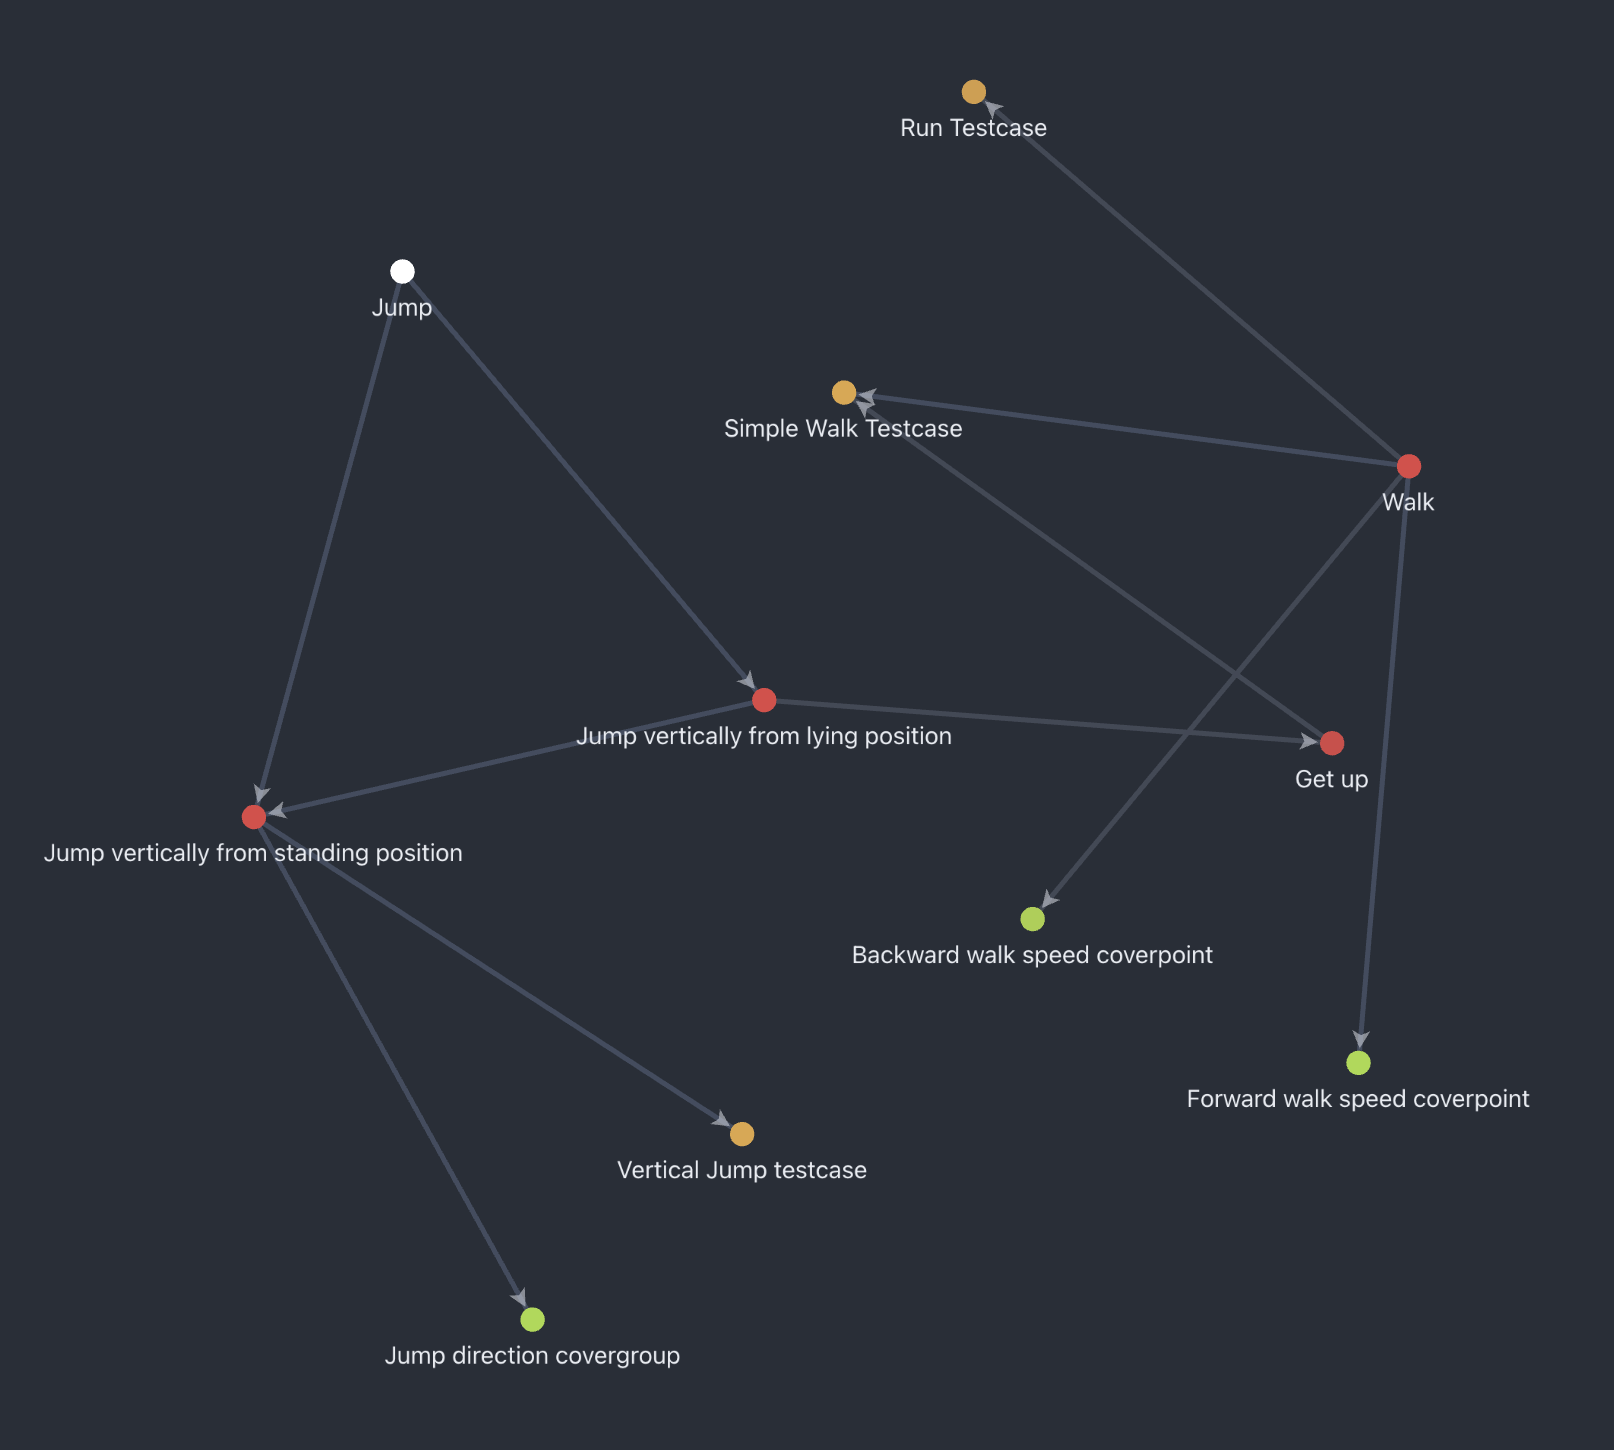 Run Testcase
Jump
Simple Walk Testcase
Walk
Jump vertically from lying position
Get up
Jump vertically from standing position
Backward walk speed coverpoint
Forward walk speed coverpoint
Vertical Jump testcase
Jump direction covergroup